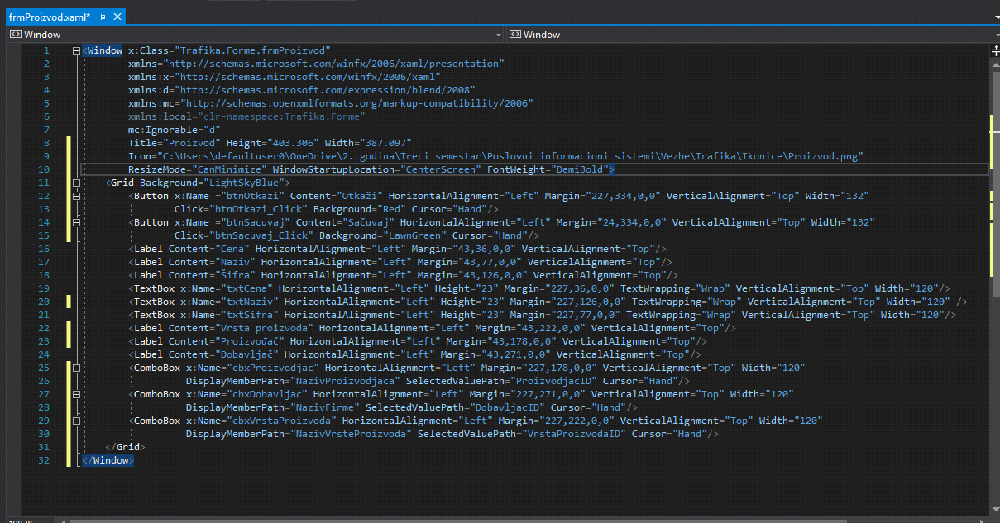 frmProizvod.xaml*
Window Window
1 <Window x:Class="Trafika.Forme.frmProizvod"
2 xmlns="http://schemas.microsoft.com/winfx/2006/xaml/presentation"
3 xmlns:x="http://schemas.microsoft.com/winfx/2006/xaml"
4 xmlns:d="http://schemas.microsoft.com/expression/blend/2008"
5 xmlns:mc="http://schemas.openxmlformats.org/markup-compatibility/2006"
6 xmlns:local="clr-namespace:Trafika.Forme"
7 mc:Ignorable="d"
8 Title="Proizvod" Height="403.306" Width="387.097"
9 Icon="C:\Users\defaultuser0\OneDrive\2. godina\Treci semestar\Poslovni informacioni sistemi\Vezbe\Trafika\Ikonice\Proizvod.png"
10 ResizeMode="CanMinimize" WindowStartupLocation="CenterScreen" FontWeight="DemiBold">
11 <Grid Background="LightSkyBlue">
12 <Button x:Name ="btnOtkazi" Content="Otkaži" HorizontalAlignment="Left" Margin="227,334,0,0" VerticalAlignment="Top" Width="132"
13 Click="btnOtkazi_Click" Background="Red" Cursor="Hand"/>
14 <Button x:Name ="btnSacuvaj" Content="Sačuvaj" HorizontalAlignment="Left" Margin="24,334,0,0" VerticalAlignment="Top" Width="132"
15 Click="btnSacuvaj_Click" Background="LawnGreen" Cursor="Hand"/>
16 <Label Content="Cena" HorizontalAlignment="Left" Margin="43,36,0,0" VerticalAlignment="Top"/>
17 <Label Content="Naziv" HorizontalAlignment="Left" Margin="43,77,0,0" VerticalAlignment="Top"/>
18 <Label Content="Šifra" HorizontalAlignment="Left" Margin="43,126,0,0" VerticalAlignment="Top"/>
19 <TextBox x:Name="txtCena" HorizontalAlignment="Left" Height="23" Margin="227,36,0,0" TextWrapping="Wrap" VerticalAlignment="Top" Width="120"/>
20 <TextBox x:Name="txtNaziv" HorizontalAlignment="Left" Height="23" Margin="227,126,0,0" TextWrapping="Wrap" VerticalAlignment="Top" Width="120" />
21 <TextBox x:Name="txtSifra" HorizontalAlignment="Left" Height="23" Margin="227,77,0,0" TextWrapping="Wrap" VerticalAlignment="Top" Width="120"/>
22 <Label Content="Vrsta proizvoda" HorizontalAlignment="Left" Margin="43,222,0,0" VerticalAlignment="Top"/>
23 <Label Content="Proizvođač" HorizontalAlignment="Left" Margin="43,178,0,0" VerticalAlignment="Top"/>
24 <Label Content="Dobavljač" HorizontalAlignment="Left" Margin="43,271,0,0" VerticalAlignment="Top"/>
25 <ComboBox x:Name="cbxProizvodjac" HorizontalAlignment="Left" Margin="227,178,0,0" VerticalAlignment="Top" Width="120"
26 DisplayMemberPath="NazivProizvodjaca" SelectedValuePath="ProizvodjacID" Cursor="Hand"/>
27 <ComboBox x:Name="cbxDobavljac" HorizontalAlignment="Left" Margin="227,271,0,0" VerticalAlignment="Top" Width="120"
28 DisplayMemberPath="NazivFirme" SelectedValuePath="DobavljacID" Cursor="Hand"/>
29 <ComboBox x:Name="cbxVrstaProizvoda" HorizontalAlignment="Left" Margin="227,222,0,0" VerticalAlignment="Top" Width="120"
30 DisplayMemberPath="NazivVrsteProizvoda" SelectedValuePath="VrstaProizvodaID" Cursor="Hand"/>
31 </Grid>
32 </Window>